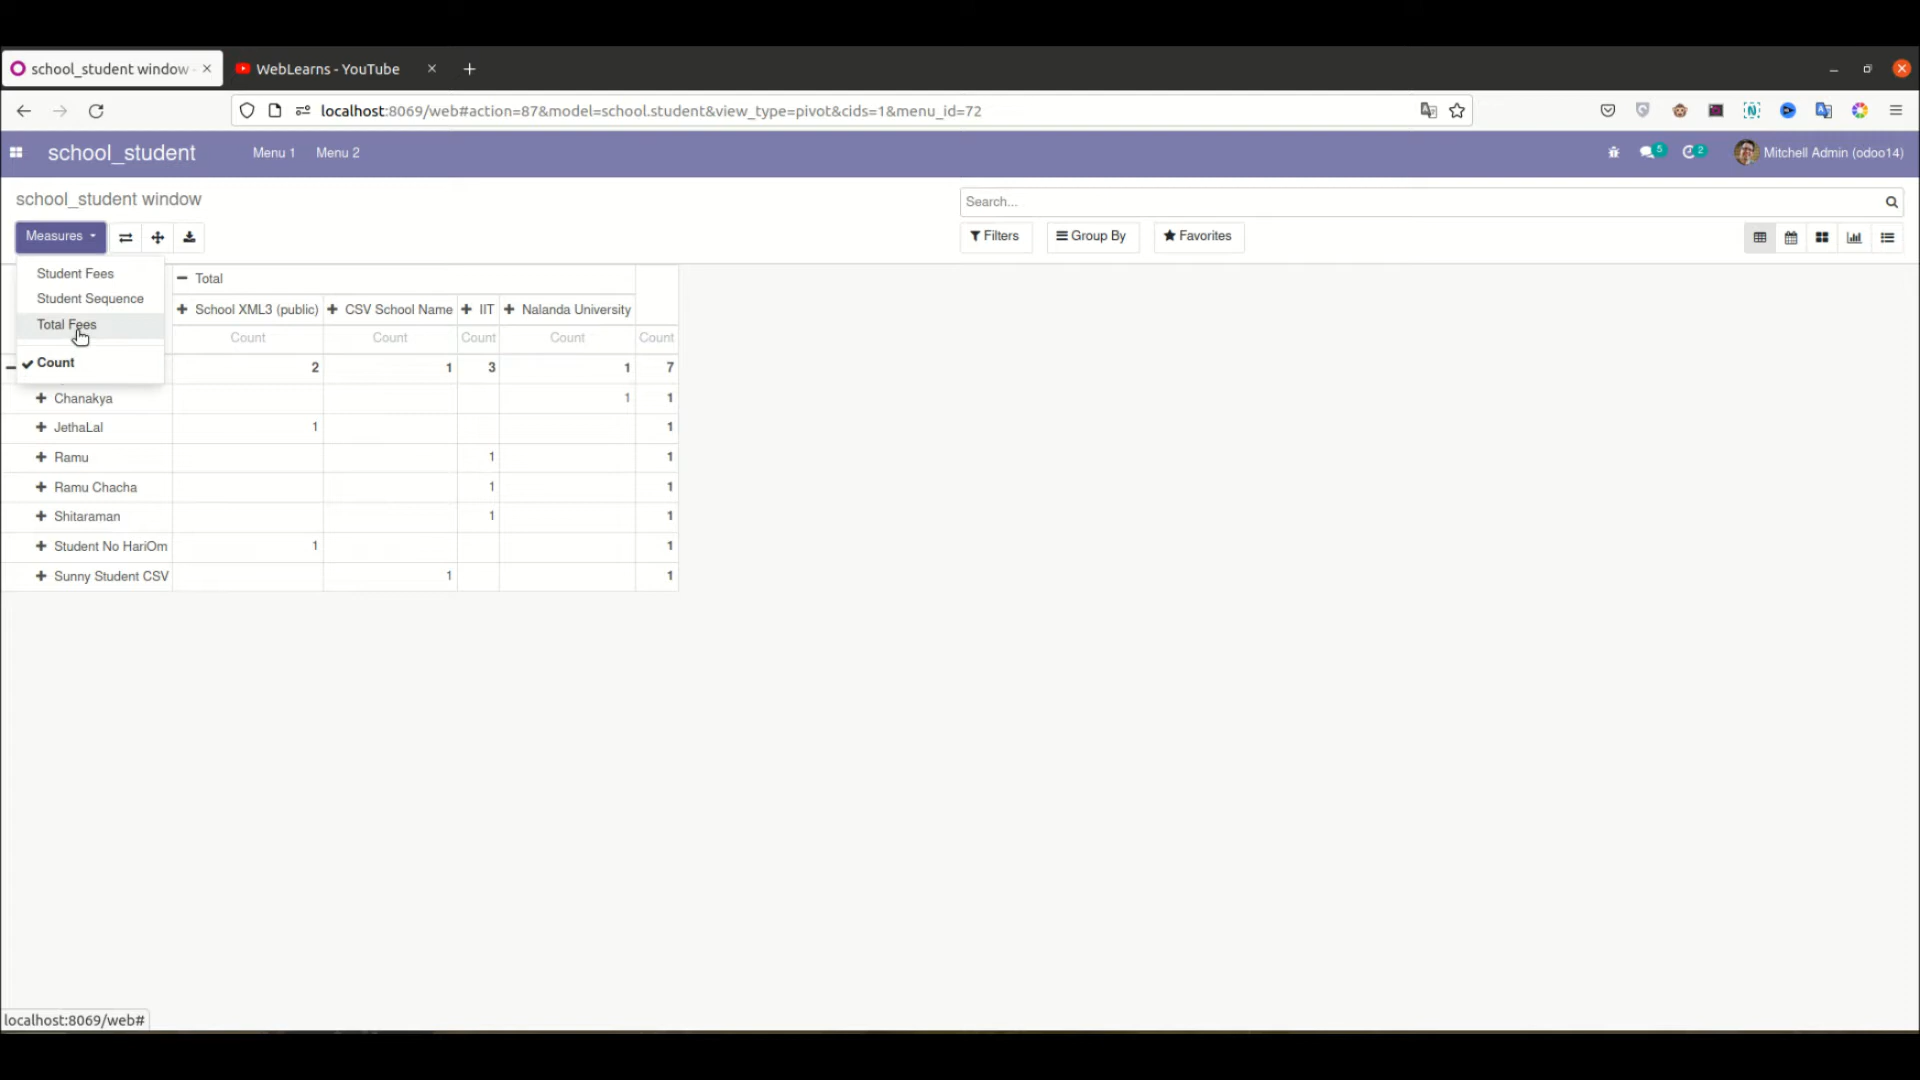 school_student window -
WebLearns - YouTube
localhost:8069/web#action=87&model=school.student&view_type=pivot&cids=1&menu_id=72
school_student Menu 1 Menu 2 5 2 Mitchell Admin (odoo14)
school_student window
Search...
Measures
Filters Group By Favorites
Student Fees
Student Sequence
Total Fees
Count
Total
School XML3 (public) CSV School Name IIT Nalanda University
Count Count Count Count Count
2 1 3 1 7
Chanakya 1 1
JethaLal 1 1
Ramu 1 1
Ramu Chacha 1 1
Shitaraman 1 1
Student No HariOm 1 1
Sunny Student CSV 1 1
localhost:8069/web#